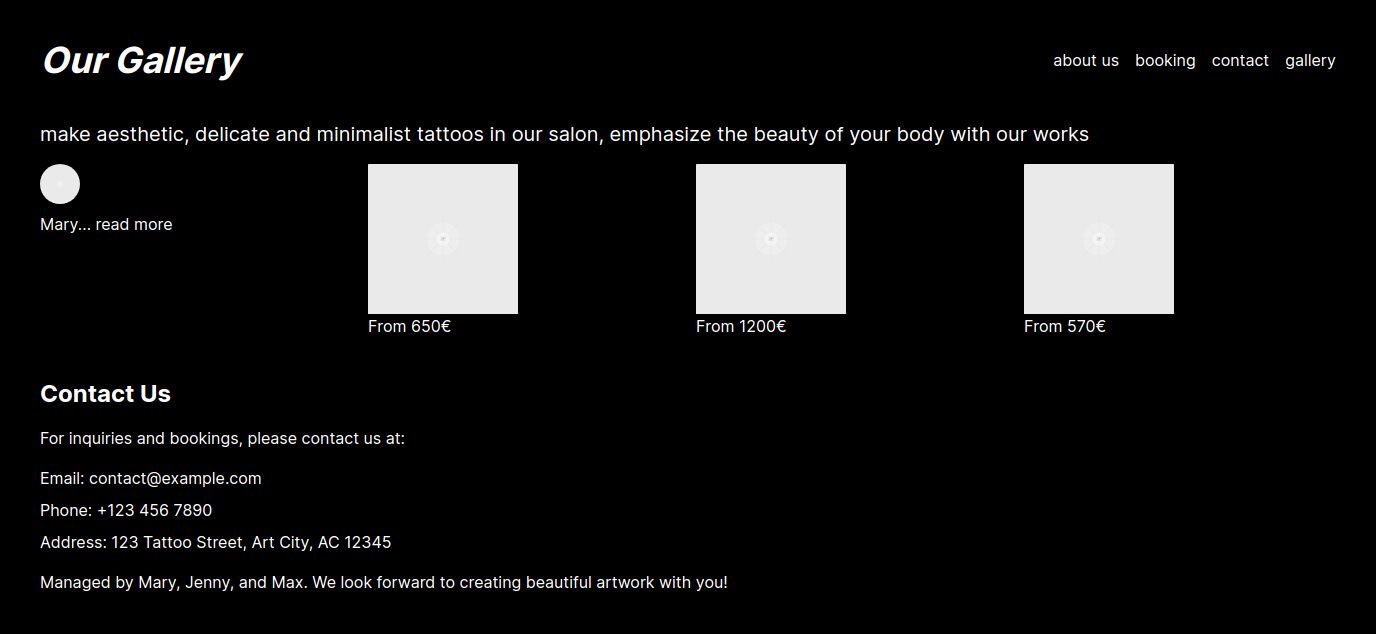 Our Gallery
about us booking contact gallery
make aesthetic, delicate and minimalist tattoos in our salon, emphasize the beauty of your body with our works
Mary... read more
From 650€
From 1200€
From 570€
Contact Us
For inquiries and bookings, please contact us at:
Email: contact@example.com
Phone: +123 456 7890
Address: 123 Tattoo Street, Art City, AC 12345
Managed by Mary, Jenny, and Max. We look forward to creating beautiful artwork with you!